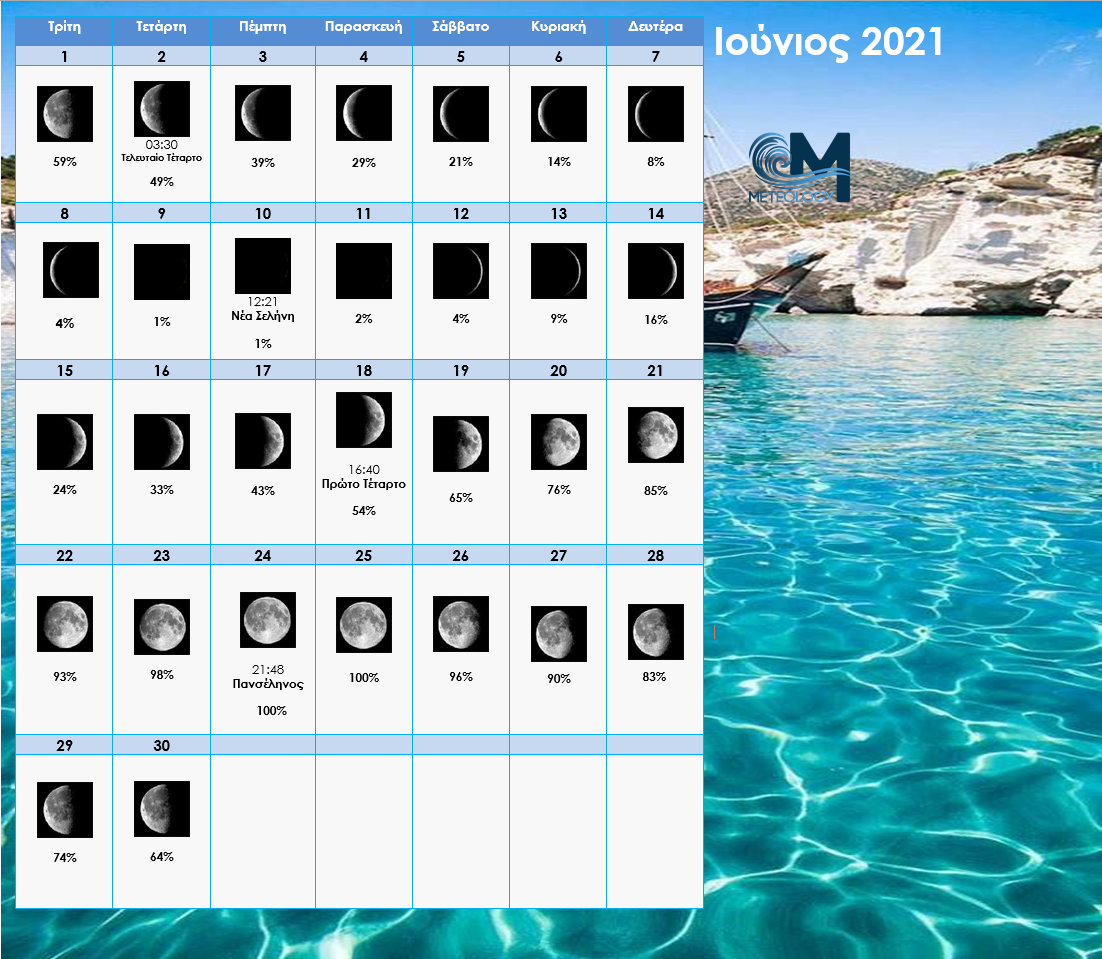 Τρίτη Τετάρτη Πέμπτη Παρασκευή Σάββατο Κυριακή Δευτέρα
Ιούνιος 2021
1 2 3 4 5 6 7
03:30
Τελευταίο Τέταρτο
59% 49% 39% 29% 21% 14% 8%
METEOLOGY
8 9 10 11 12 13 14
12:21
Νέα Σελήνη
4% 1% 1% 2% 4% 9% 16%
15 16 17 18 19 20 21
16:40
Πρώτο Τέταρτο
24% 33% 43% 54% 65% 76% 85%
22 23 24 25 26 27 28
21:48
Πανσέληνος
93% 98% 100% 100% 96% 90% 83%
29 30
74% 64%